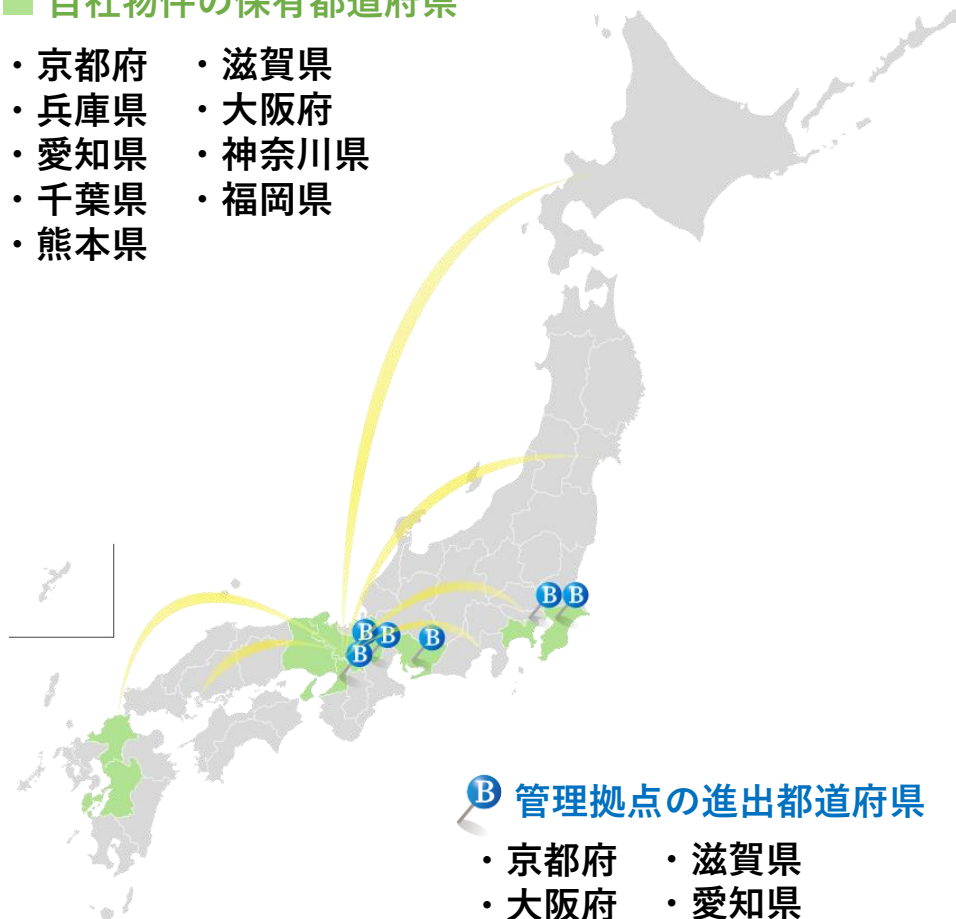 ■ 自社物件の保有都道府県
・京都府 ・滋賀県
・兵庫県 ・大阪府
・愛知県 ・神奈川県
・千葉県 ・福岡県
・熊本県
B B
B B B
B
B 管理拠点の進出都道府県
・京都府 ・滋賀県
・大阪府 ・愛知県